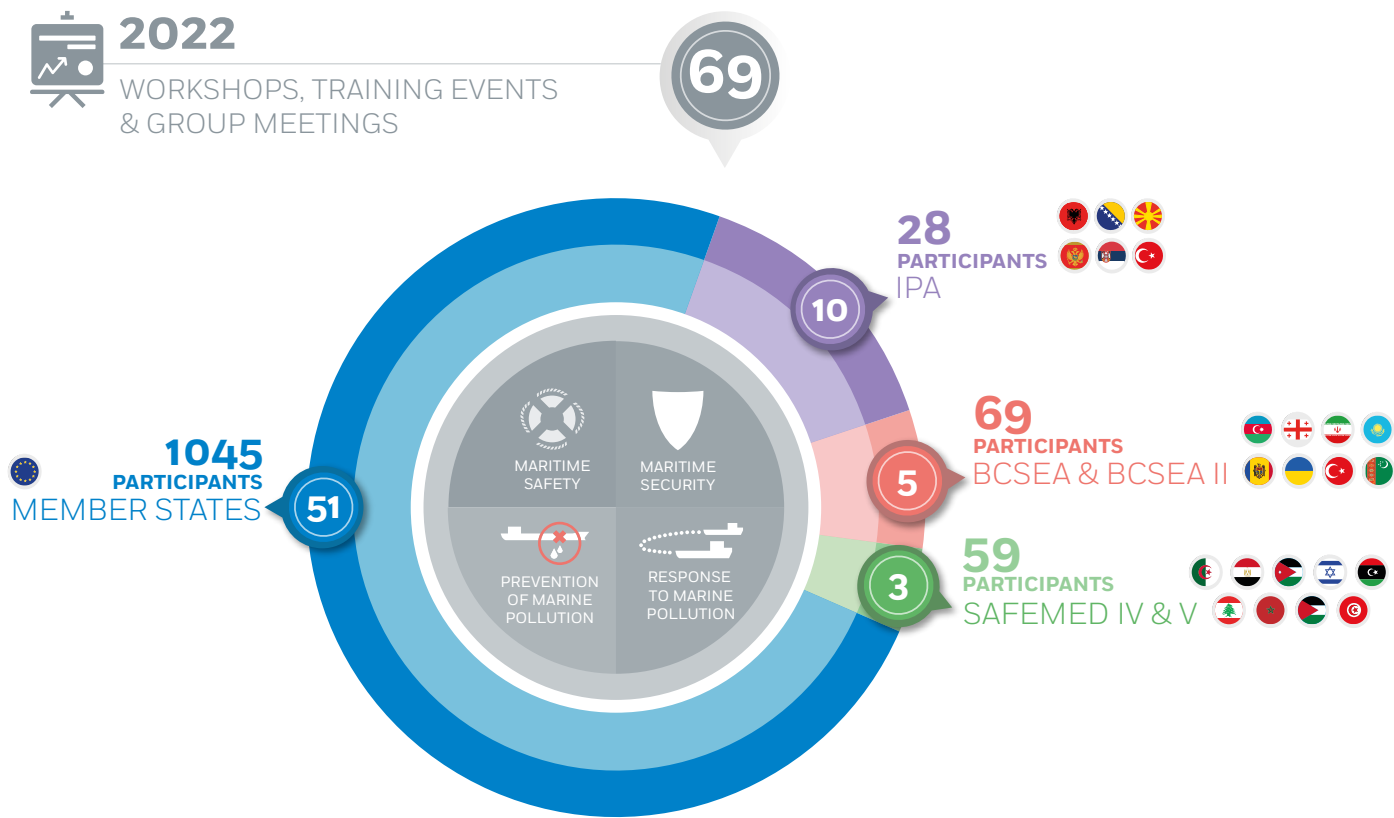 2022
WORKSHOPS, TRAINING EVENTS
& GROUP MEETINGS
69
28
PARTICIPANTS
IPA
10
69
PARTICIPANTS
BCSEA & BCSEA II
5
59
PARTICIPANTS
SAFEMED IV & V
3
1045
PARTICIPANTS
MEMBER STATES
51
MARITIME
SAFETY
MARITIME
SECURITY
PREVENTION
OF MARINE
POLLUTION
RESPONSE
TO MARINE
POLLUTION